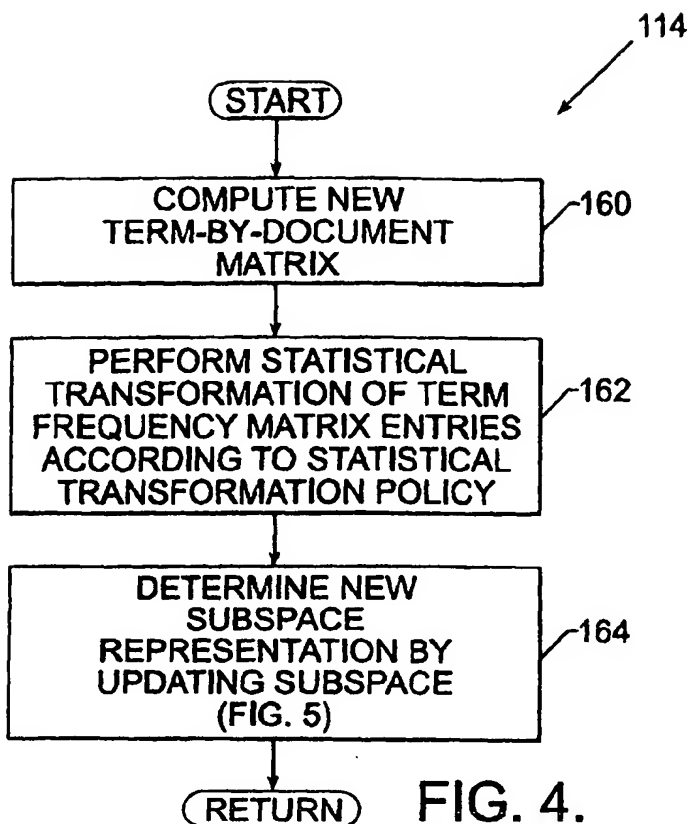 114
START
COMPUTE NEW
TERM-BY-DOCUMENT
MATRIX
160
PERFORM STATISTICAL
TRANSFORMATION OF TERM
FREQUENCY MATRIX ENTRIES
ACCORDING TO STATISTICAL
TRANSFORMATION POLICY
162
DETERMINE NEW
SUBSPACE
REPRESENTATION BY
UPDATING SUBSPACE
(FIG. 5)
164
RETURN
FIG. 4.